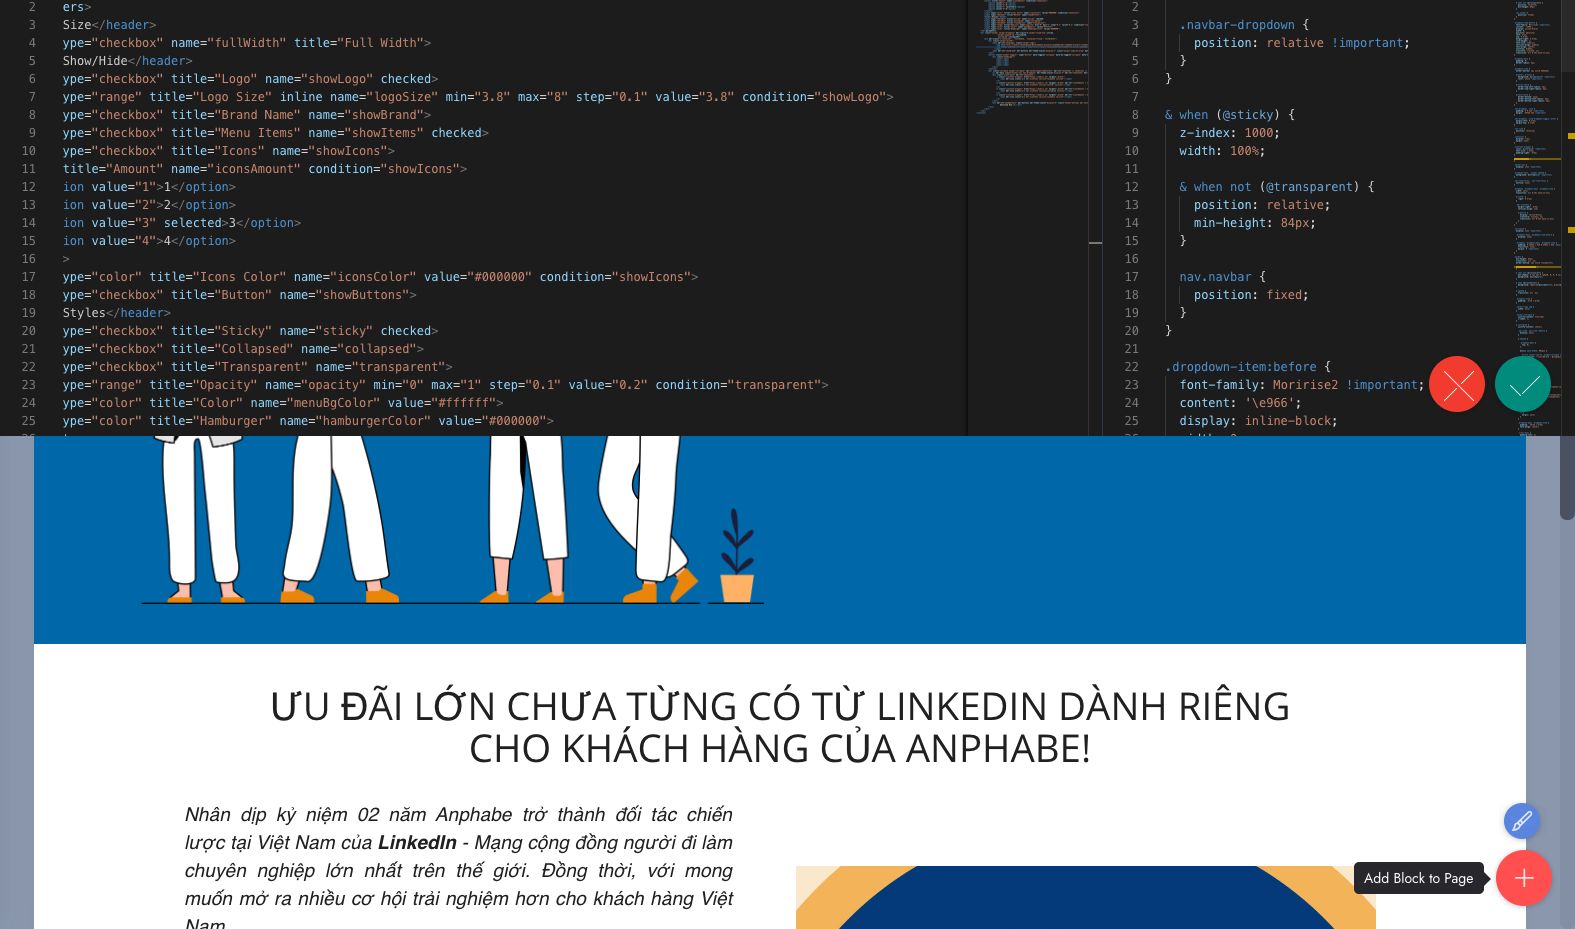 2 ers>
3 Size</header>
4 ype="checkbox" name="fullWidth" title="Full Width">
5 Show/Hide</header>
6 ype="checkbox" title="Logo" name="showLogo" checked>
7 ype="range" title="Logo Size" inline name="logoSize" min="3.8" max="8" step="0.1" value="3.8" condition="showLogo">
8 ype="checkbox" title="Brand Name" name="showBrand">
9 ype="checkbox" title="Menu Items" name="showItems" checked>
10 ype="checkbox" title="Icons" name="showIcons">
11 title="Amount" name="iconsAmount" condition="showIcons">
12 ion value="1">1</option>
13 ion value="2">2</option>
14 ion value="3" selected>3</option>
15 ion value="4">4</option>
16 >
17 ype="color" title="Icons Color" name="iconsColor" value="#000000" condition="showIcons">
18 ype="checkbox" title="Button" name="showButtons">
19 Styles</header>
20 ype="checkbox" title="Sticky" name="sticky" checked>
21 ype="checkbox" title="Collapsed" name="collapsed">
22 ype="checkbox" title="Transparent" name="transparent">
23 ype="range" title="Opacity" name="opacity" min="0" max="1" step="0.1" value="0.2" condition="transparent">
24 ype="color" title="Color" name="menuBgColor" value="#ffffff">
25 ype="color" title="Hamburger" name="hamburgerColor" value="#000000">
2
3 .navbar-dropdown {
4 position: relative !important;
5 }
6 }
7
8 & when (@sticky) {
9 z-index: 1000;
10 width: 100%;
11
12 & when not (@transparent) {
13 position: relative;
14 min-height: 84px;
15 }
16
17 nav.navbar {
18 position: fixed;
19 }
20 }
21
22 .dropdown-item:before {
23 font-family: Moririse2 !important;
24 content: '\e966';
25 display: inline-block;
ƯU ĐÃI LỚN CHƯA TỪNG CÓ TỪ LINKEDIN DÀNH RIÊNG
CHO KHÁCH HÀNG CỦA ANPHABE!
Nhân dịp kỷ niệm 02 năm Anphabe trở thành đối tác chiến
lược tại Việt Nam của LinkedIn - Mạng cộng đồng người đi làm
chuyên nghiệp lớn nhất trên thế giới. Đồng thời, với mong
muốn mở ra nhiều cơ hội trải nghiệm hơn cho khách hàng Việt
Nam
Add Block to Page